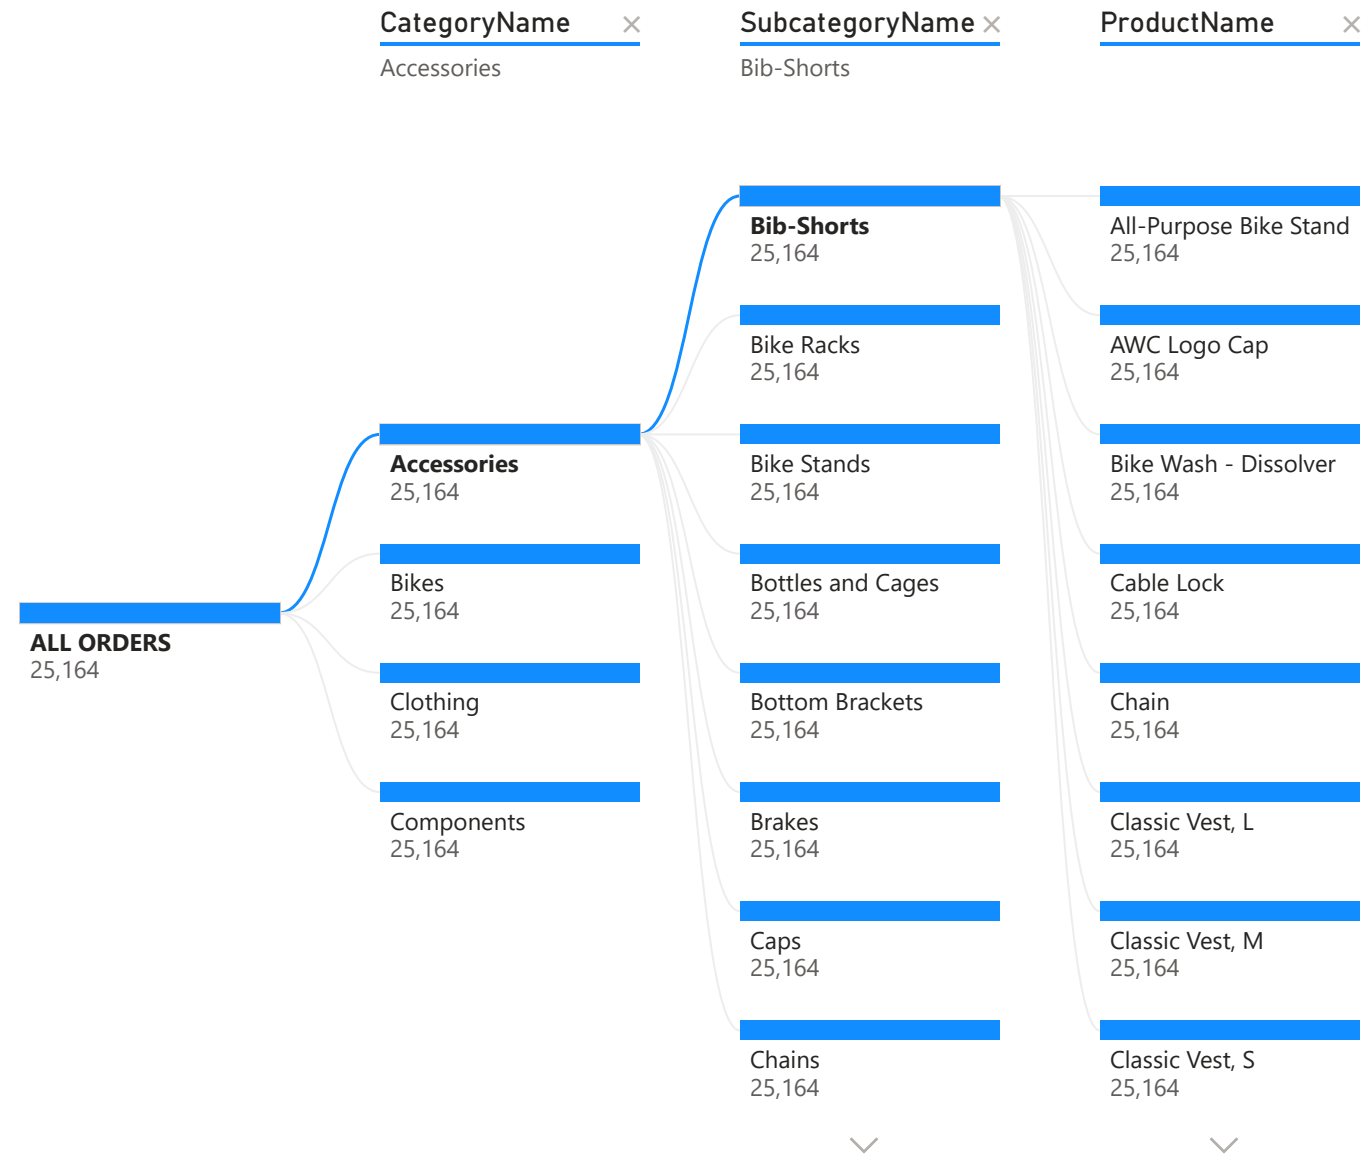 CategoryName
Accessories
SubcategoryName
Bib-Shorts
ProductName
ALL ORDERS
25,164
Accessories
25,164
Bikes
25,164
Clothing
25,164
Components
25,164
Bib-Shorts
25,164
Bike Racks
25,164
Bike Stands
25,164
Bottles and Cages
25,164
Bottom Brackets
25,164
Brakes
25,164
Caps
25,164
Chains
25,164
All-Purpose Bike Stand
25,164
AWC Logo Cap
25,164
Bike Wash - Dissolver
25,164
Cable Lock
25,164
Chain
25,164
Classic Vest, L
25,164
Classic Vest, M
25,164
Classic Vest, S
25,164